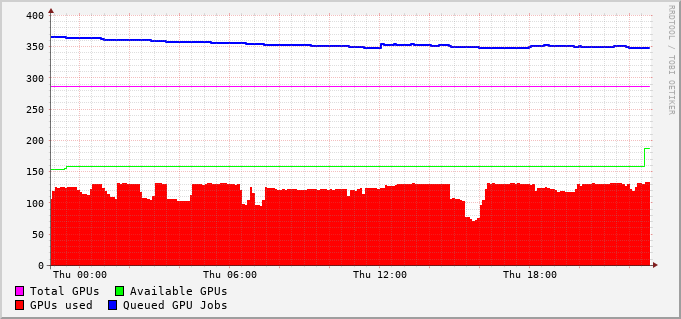 400
350
300
250
200
150
100
50
0
Thu 00:00 Thu 06:00 Thu 12:00 Thu 18:00
Total GPUs Available GPUs
GPUs used Queued GPU Jobs
RRDTOOL / TOBI OETIKER